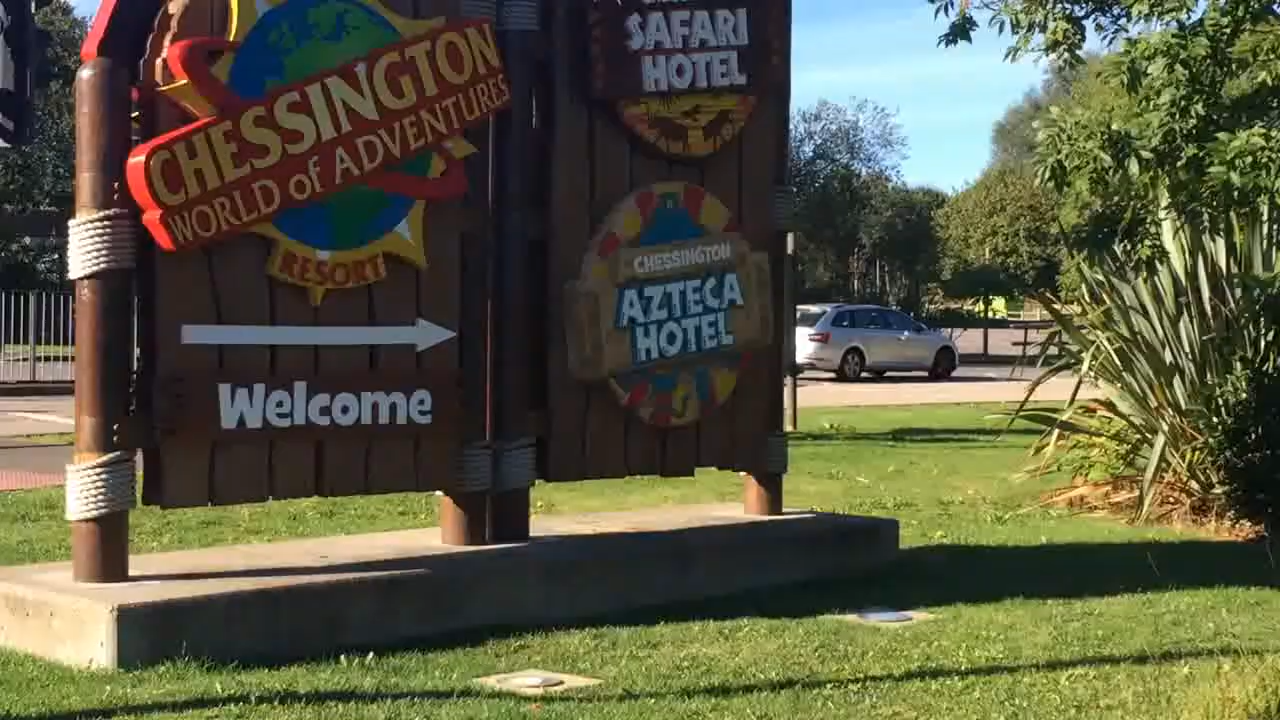 CHESSINGTON
WORLD of ADVENTURES
RESORT
Welcome
SAFARI
HOTEL
CHESSINGTON
AZTECA
HOTEL